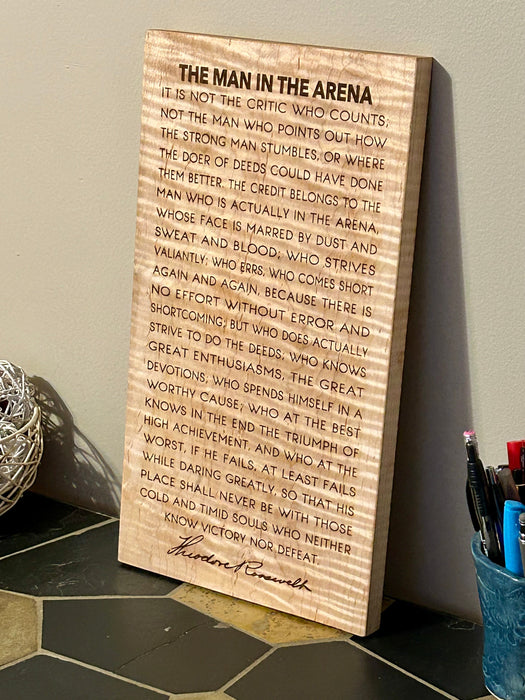 THE MAN IN THE ARENA
IT IS NOT THE CRITIC WHO COUNTS;
NOT THE MAN WHO POINTS OUT HOW
THE STRONG MAN STUMBLES, OR WHERE
THE DOER OF DEEDS COULD HAVE DONE
THEM BETTER. THE CREDIT BELONGS TO THE
MAN WHO IS ACTUALLY IN THE ARENA,
WHOSE FACE IS MARRED BY DUST AND
SWEAT AND BLOOD; WHO STRIVES
VALIANTLY; WHO ERRS, WHO COMES SHORT
AGAIN AND AGAIN, BECAUSE THERE IS
NO EFFORT WITHOUT ERROR AND
SHORTCOMING; BUT WHO DOES ACTUALLY
STRIVE TO DO THE DEEDS; WHO KNOWS
GREAT ENTHUSIASMS, THE GREAT
DEVOTIONS; WHO SPENDS HIMSELF IN A
WORTHY CAUSE; WHO AT THE BEST
KNOWS IN THE END THE TRIUMPH OF
HIGH ACHIEVEMENT, AND WHO AT THE
WORST, IF HE FAILS, AT LEAST FAILS
WHILE DARING GREATLY, SO THAT HIS
PLACE SHALL NEVER BE WITH THOSE
COLD AND TIMID SOULS WHO NEITHER
KNOW VICTORY NOR DEFEAT.
Theodore Roosevelt